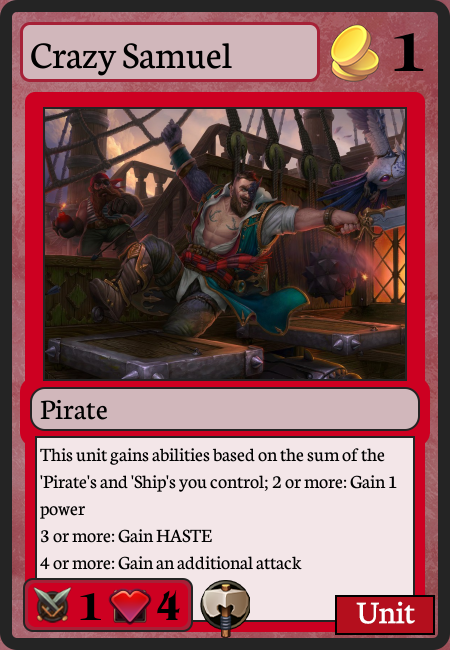 Crazy Samuel
1
Pirate
This unit gains abilities based on the sum of the
'Pirate's and 'Ship's you control; 2 or more: Gain 1
power
3 or more: Gain HASTE
4 or more: Gain an additional attack
1 4
Unit